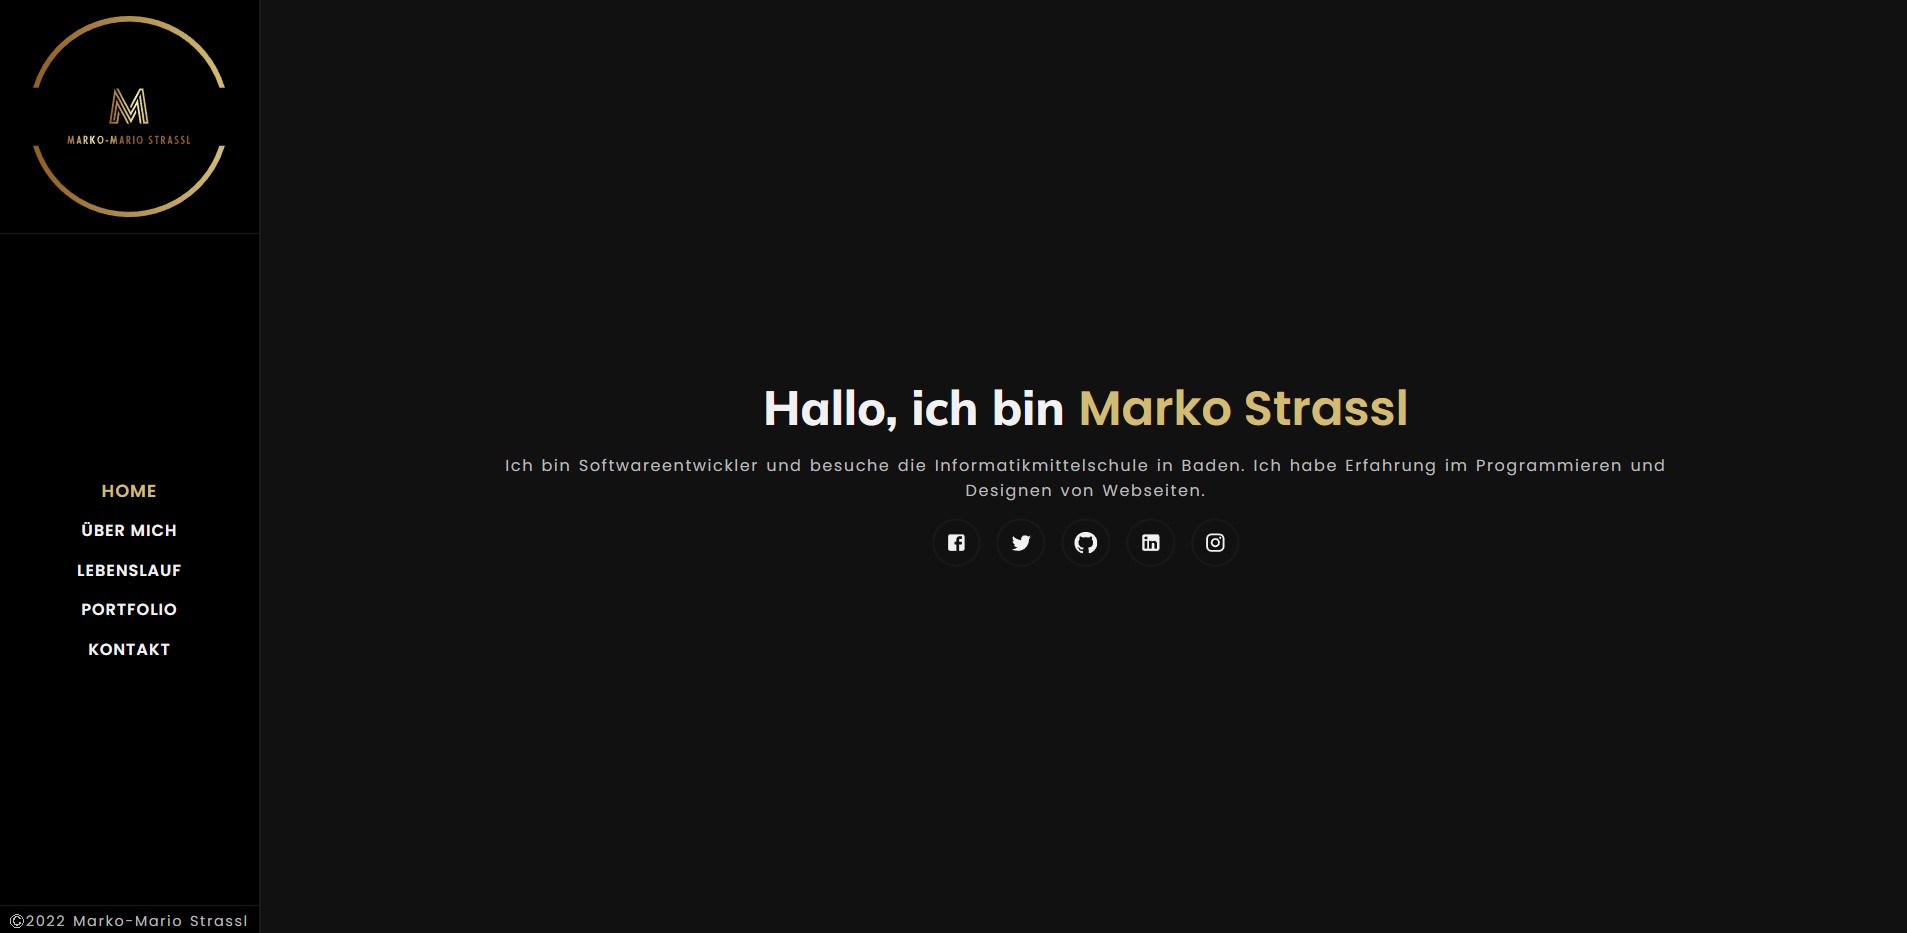 M
MARKO-MARIO STRASSL
HOME
ÜBER MICH
LEBENSLAUF
PORTFOLIO
KONTAKT
©2022 Marko-Mario Strassl
Hallo, ich bin Marko Strassl
Ich bin Softwareentwickler und besuche die Informatikmittelschule in Baden. Ich habe Erfahrung im Programmieren und
Designen von Webseiten.